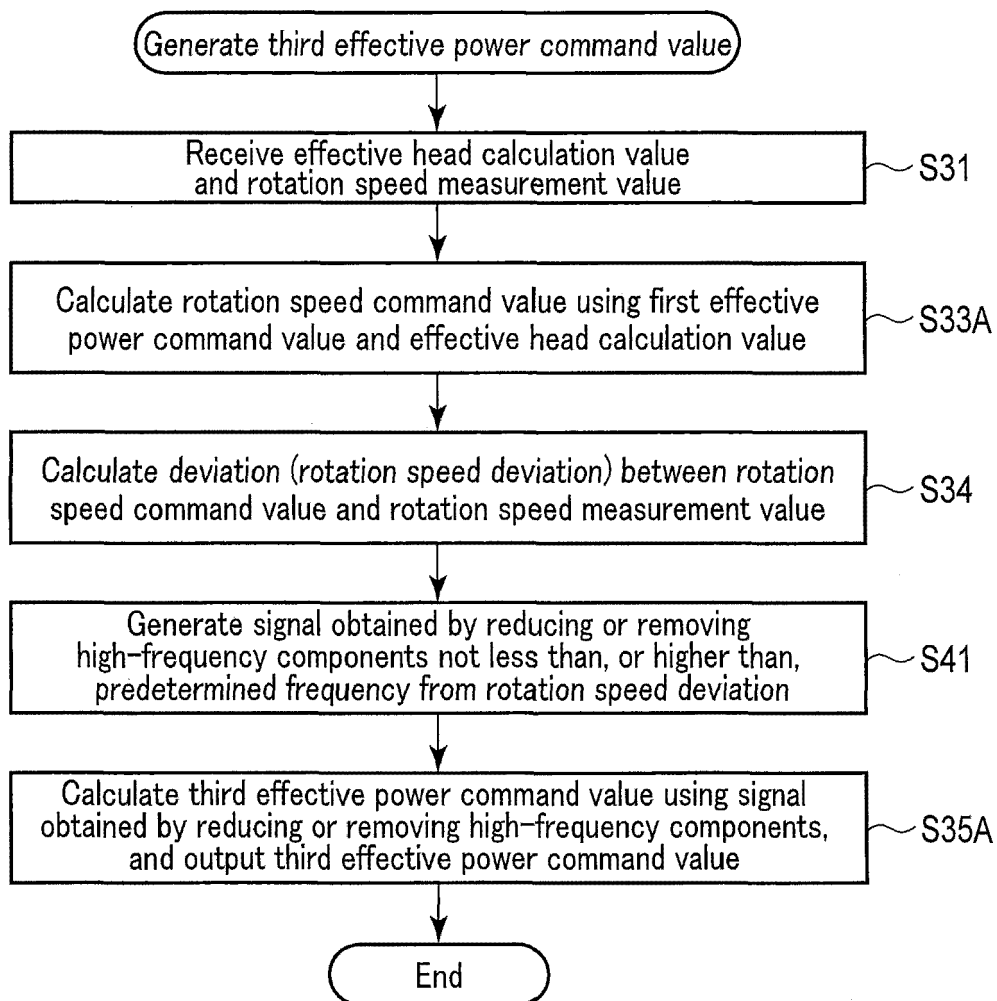 Generate third effective power command value
Receive effective head calculation value
and rotation speed measurement value
S31
Calculate rotation speed command value using first effective
power command value and effective head calculation value
S33A
Calculate deviation (rotation speed deviation) between rotation
speed command value and rotation speed measurement value
S34
Generate signal obtained by reducing or removing
high-frequency components not less than, or higher than,
predetermined frequency from rotation speed deviation
S41
Calculate third effective power command value using signal
obtained by reducing or removing high-frequency components,
and output third effective power command value
S35A
End